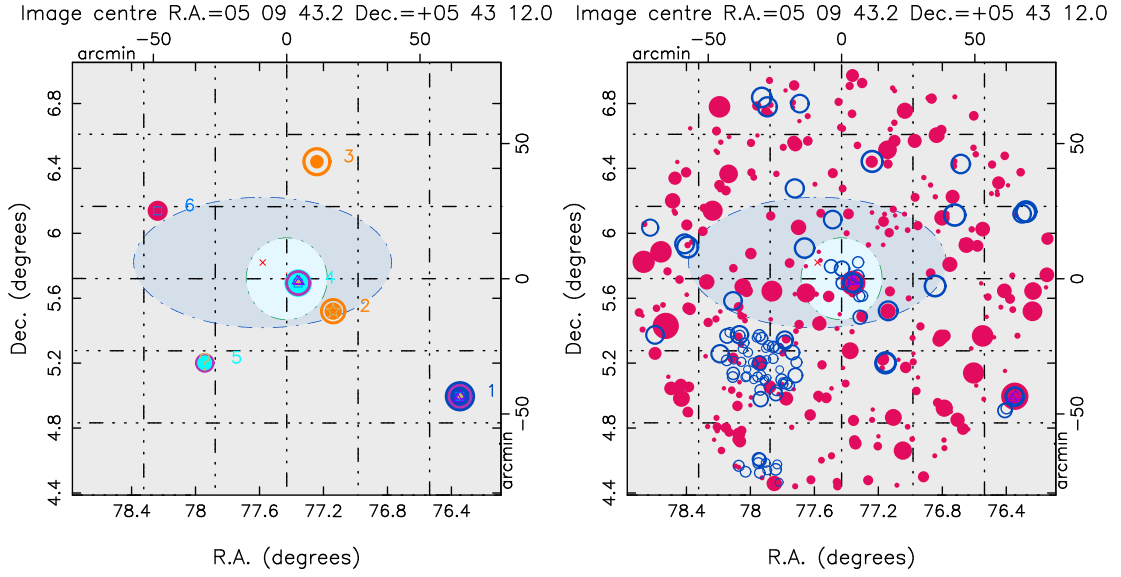 Image centre R.A.=05 09 43.2 Dec.=+05 43 12.0
−50 0 50
arcmin
6.8
6.4
6
5.6
5.2
4.8
4.4
Dec. (degrees)
3
6
4
2
5
1
50
0
−50
arcmin
78.4 78 77.6 77.2 76.8 76.4
R.A. (degrees)
Image centre R.A.=05 09 43.2 Dec.=+05 43 12.0
−50 0 50
arcmin
6.8
6.4
6
5.6
5.2
4.8
4.4
Dec. (degrees)
50
0
−50
arcmin
78.4 78 77.6 77.2 76.8 76.4
R.A. (degrees)